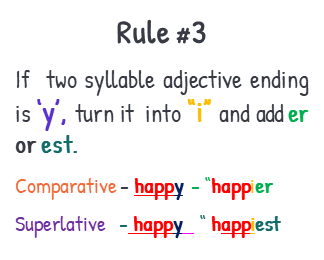 Rule #3
If two syllable adjective ending
is 'y', turn it into "i" and add er
or est.
Comparative - happy - "happier
Superlative - happy " happiest